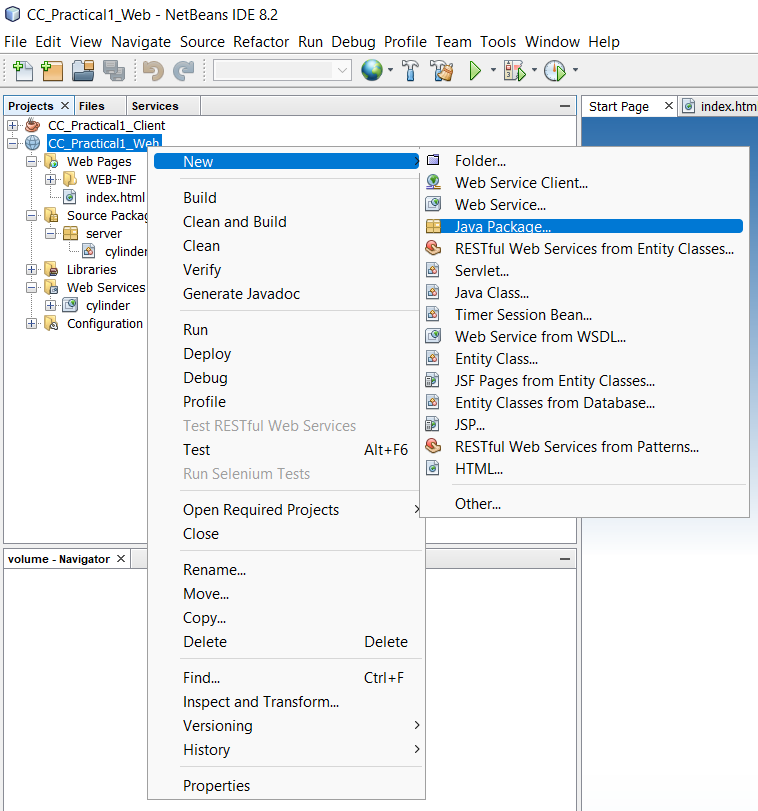 CC_Practical1_Web - NetBeans IDE 8.2
File Edit View Navigate Source Refactor Run Debug Profile Team Tools Window Help
Projects Files Services
Start Page index.htm
CC_Practical1_Client
CC_Practical1_Web
Web Pages
WEB-INF
index.html
Source Packag
server
cylinder
Libraries
Web Services
cylinder
Configuration
New
Build
Clean and Build
Clean
Verify
Generate Javadoc
Run
Deploy
Debug
Profile
Test RESTful Web Services
Test Alt+F6
Run Selenium Tests
Open Required Projects
Close
Rename...
Move...
Copy...
Delete Delete
Find... Ctrl+F
Inspect and Transform...
Versioning
History
Properties
Folder...
Web Service Client...
Web Service...
Java Package...
RESTful Web Services from Entity Classes...
Servlet...
Java Class...
Timer Session Bean...
Web Service from WSDL...
Entity Class...
JSF Pages from Entity Classes...
Entity Classes from Database...
JSP...
RESTful Web Services from Patterns...
HTML...
Other...
volume - Navigator